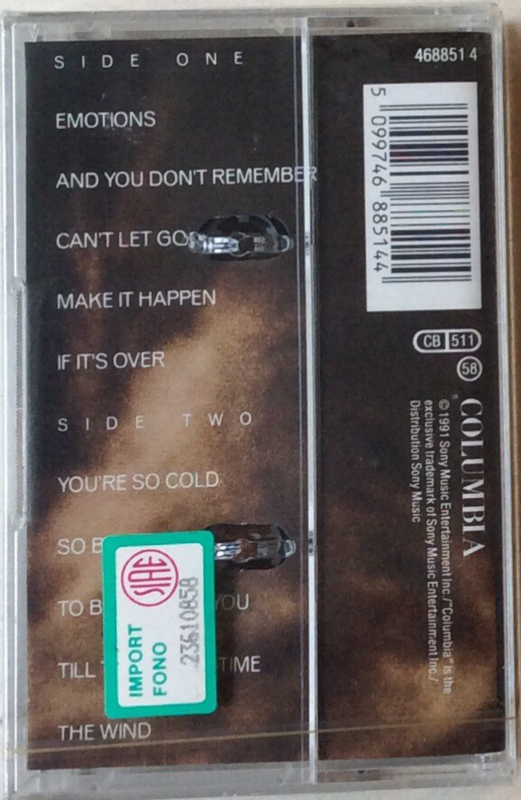 SIDE ONE
EMOTIONS
AND YOU DON'T REMEMBER
CAN'T LET GO
MAKE IT HAPPEN
IF IT'S OVER
SIDE TWO
YOU'RE SO COLD
SO B
TO B YOU
TILL TIME
THE WIND
SIAE
IMPORT
FONO
23610858
468851 4
5 099746 885144
CB 511
58
COLUMBIA
© 1991 Sony Music Entertainment Inc./"Columbia" is the
exclusive trademark of Sony Music Entertainment Inc./
Distribution Sony Music